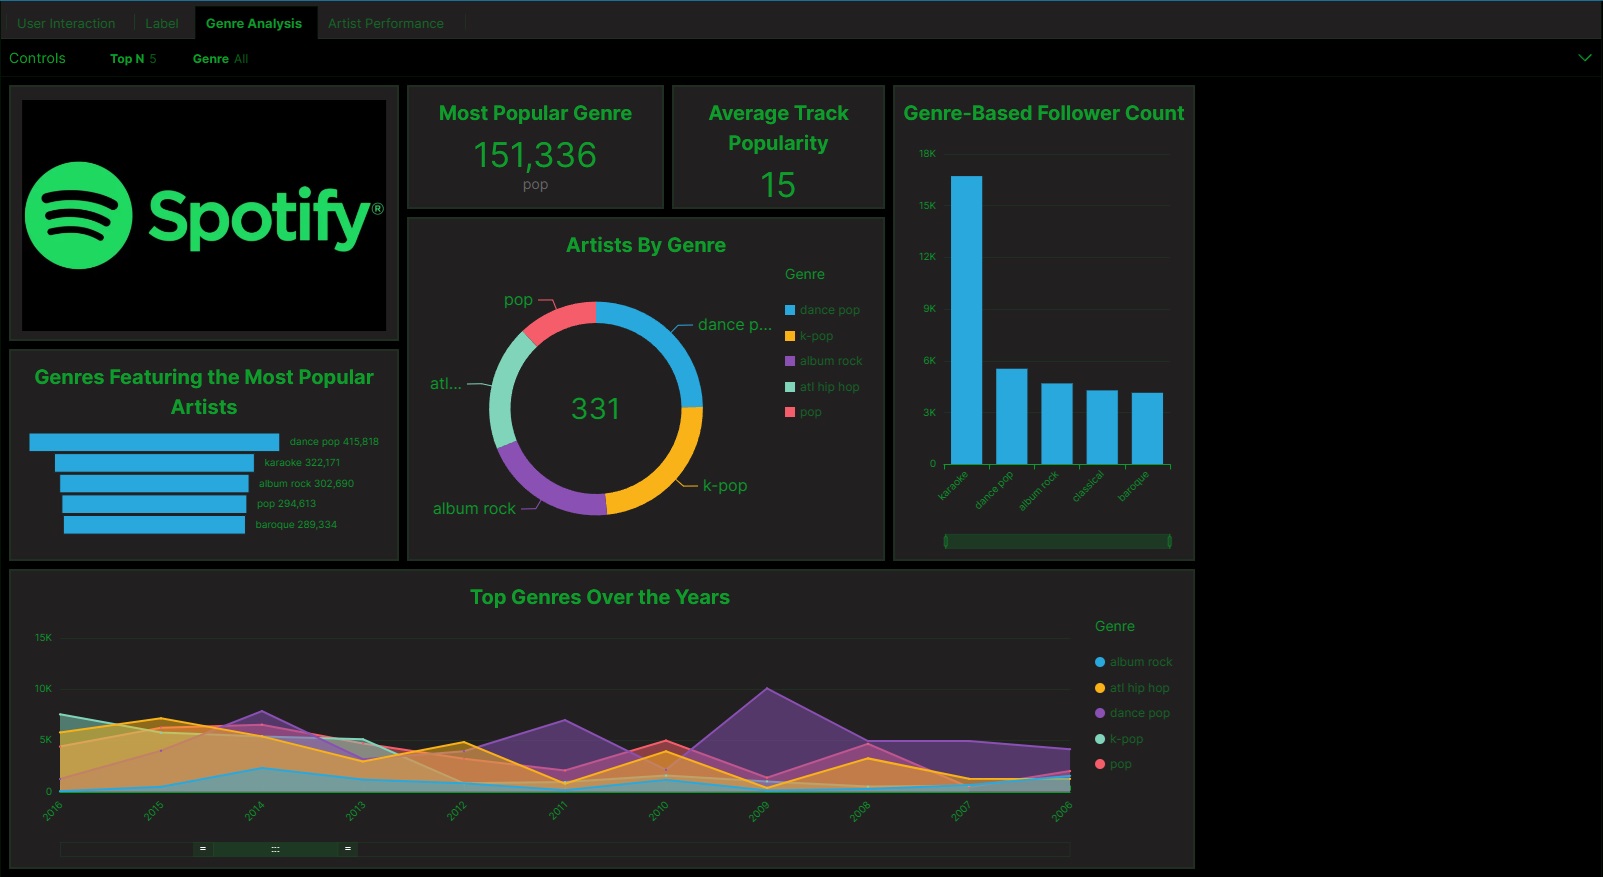 User Interaction
Label
Genre Analysis
Artist Performance
Controls
Top N 5
Genre All
Spotify®
Most Popular Genre
151,336
pop
Average Track
Popularity
15
Genre-Based Follower Count
18K
15K
12K
9K
6K
3K
0
karaoke
dance pop
album rock
classical
baroque
Artists By Genre
Genre
dance pop
k-pop
album rock
atl hip hop
pop
pop
dance p...
atl...
331
k-pop
album rock
Genres Featuring the Most Popular
Artists
dance pop 415,818
karaoke 322,171
album rock 302,690
pop 294,613
baroque 289,334
Top Genres Over the Years
15K
10K
5K
0
2016
2015
2014
2013
2012
2011
2010
2009
2008
2007
2006
Genre
album rock
atl hip hop
dance pop
k-pop
pop